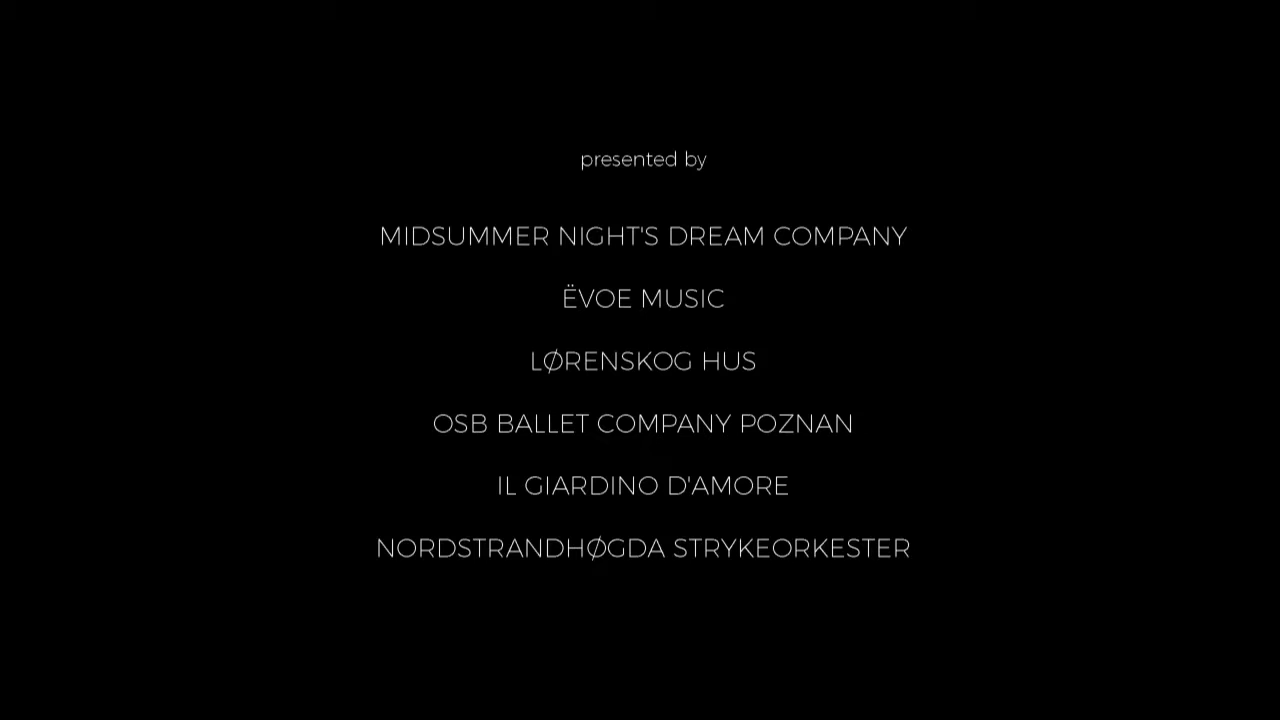 presented by
MIDSUMMER NIGHT'S DREAM COMPANY
ËVOE MUSIC
LØRENSKOG HUS
OSB BALLET COMPANY POZNAN
IL GIARDINO D'AMORE
NORDSTRANDHØGDA STRYKEORKESTER